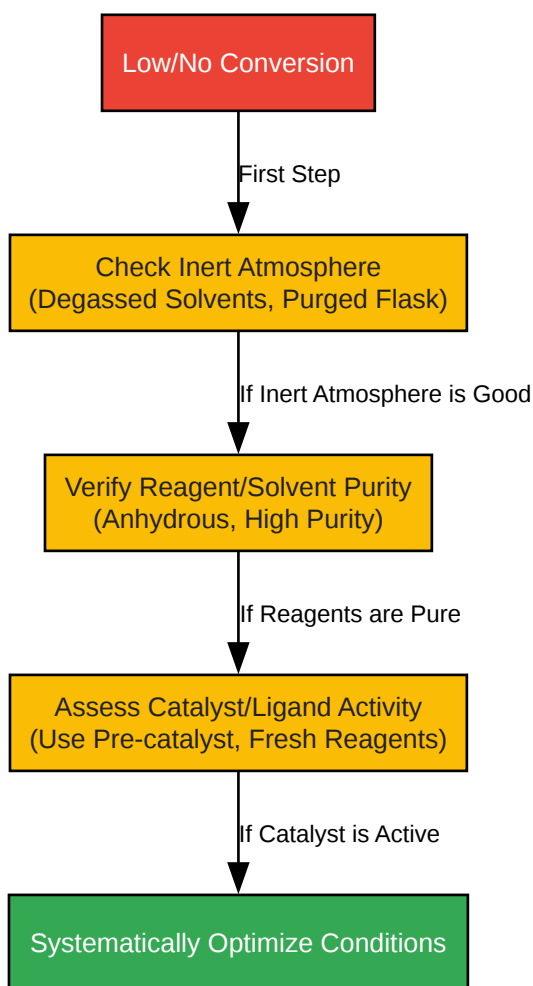 Low/No Conversion
First Step
Check Inert Atmosphere
(Degassed Solvents, Purged Flask)
If Inert Atmosphere is Good
Verify Reagent/Solvent Purity
(Anhydrous, High Purity)
If Reagents are Pure
Assess Catalyst/Ligand Activity
(Use Pre-catalyst, Fresh Reagents)
If Catalyst is Active
Systematically Optimize Conditions